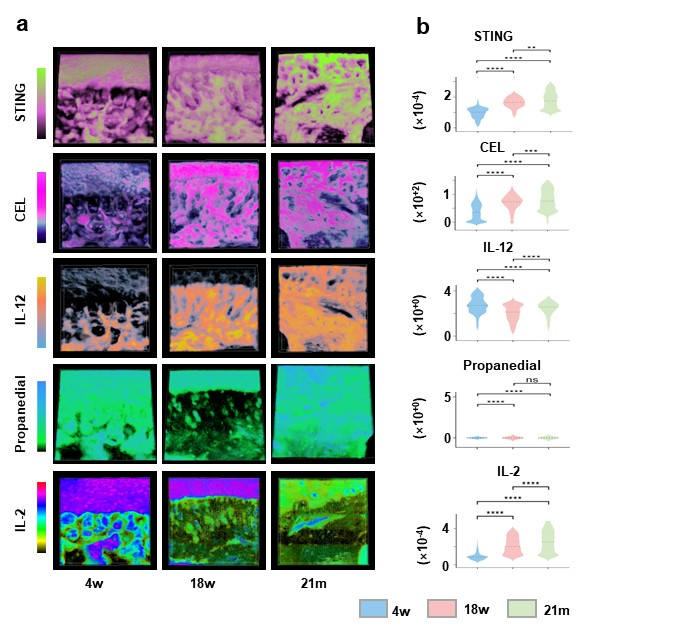 a
STING
CEL
IL-12
Propanedial
IL-2
4w
18w
21m
b
STING
**
****
****
(×10⁻⁴)
2
0
CEL
***
****
****
(×10⁺²)
1
0
IL-12
****
****
****
(×10⁺⁰)
4
0
Propanedial
ns
****
****
(×10⁺⁰)
5
0
IL-2
****
****
****
(×10⁻⁴)
4
0
4w
18w
21m